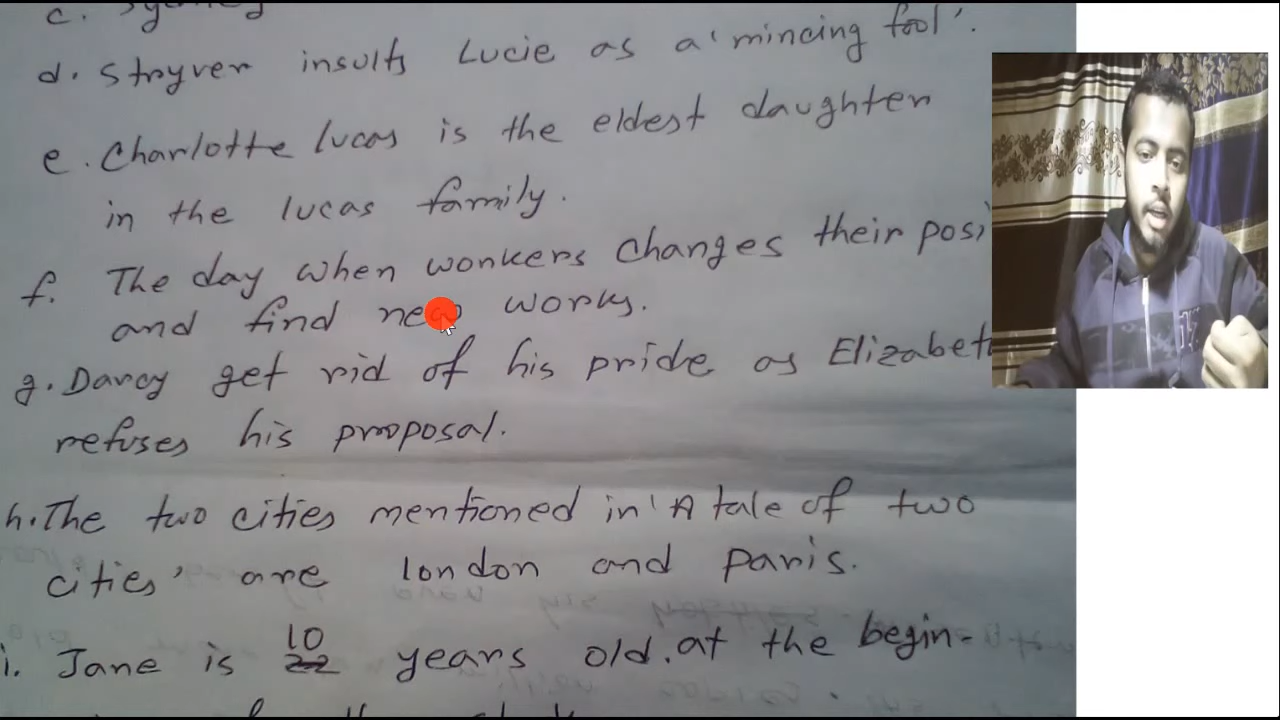 c. Sydney
d. Stryver insults Lucie as a 'mincing fool'.
e. Charlotte lucas is the eldest daughter
in the lucas family.
f. The day when workers changes their posi
and find new works.
g. Darcy get rid of his pride as Elizabet
refuses his proposal.
h. The two cities mentioned in 'A tale of two
cities' are london and paris.
i. Jane is 10 22 years old. at the begin-